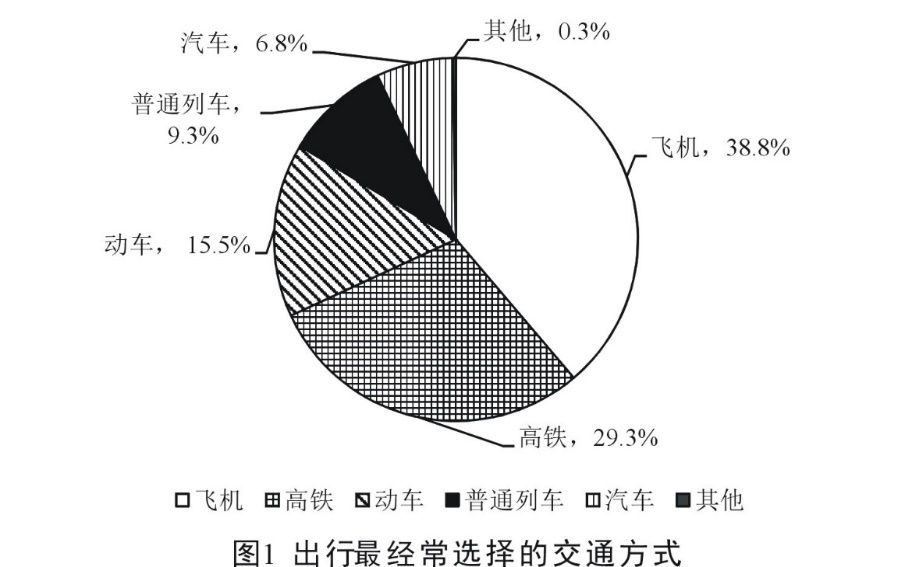 其他，0.3%
汽车，6.8%
普通列车，
9.3%
飞机，38.8%
动车， 15.5%
高铁，29.3%
飞机 高铁 动车 普通列车 汽车 其他
图1 出行最经常选择的交通方式